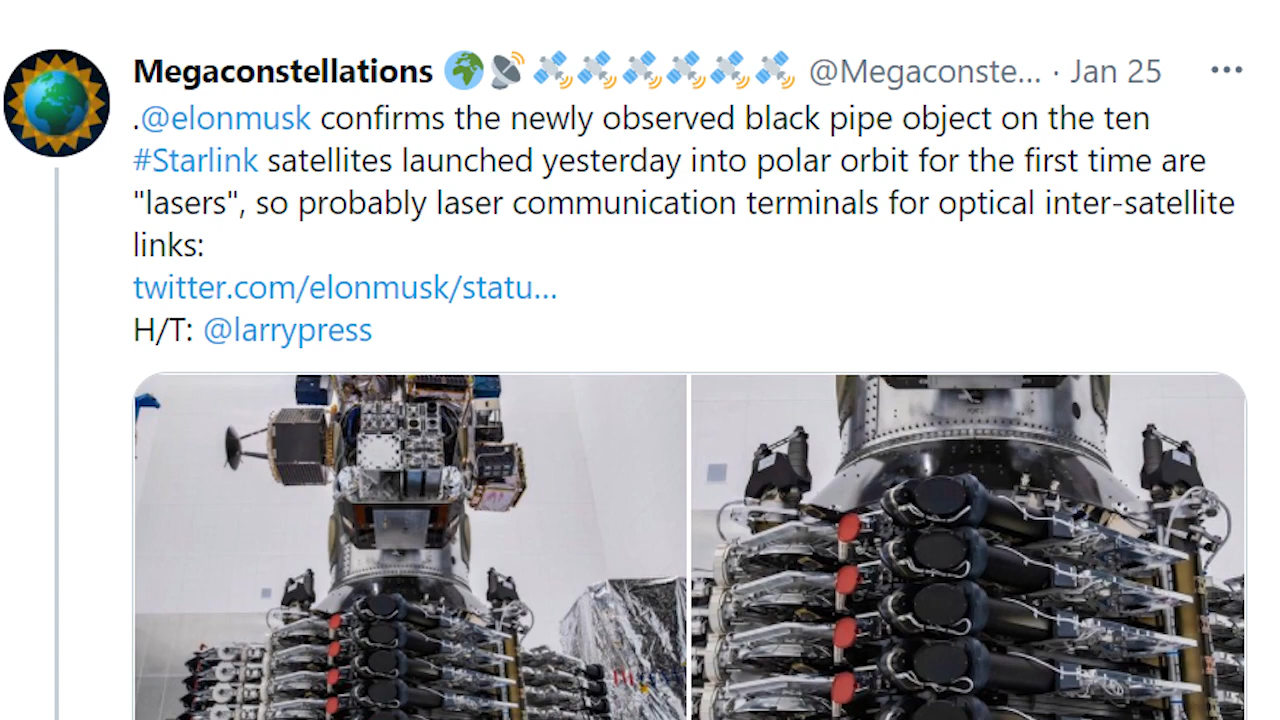 Megaconstellations 🌍📡🛰️🛰️🛰️🛰️🛰️🛰️ @Megaconste... · Jan 25 ···
.@elonmusk confirms the newly observed black pipe object on the ten
#Starlink satellites launched yesterday into polar orbit for the first time are
"lasers", so probably laser communication terminals for optical inter-satellite
links:
twitter.com/elonmusk/statu...
H/T: @larrypress